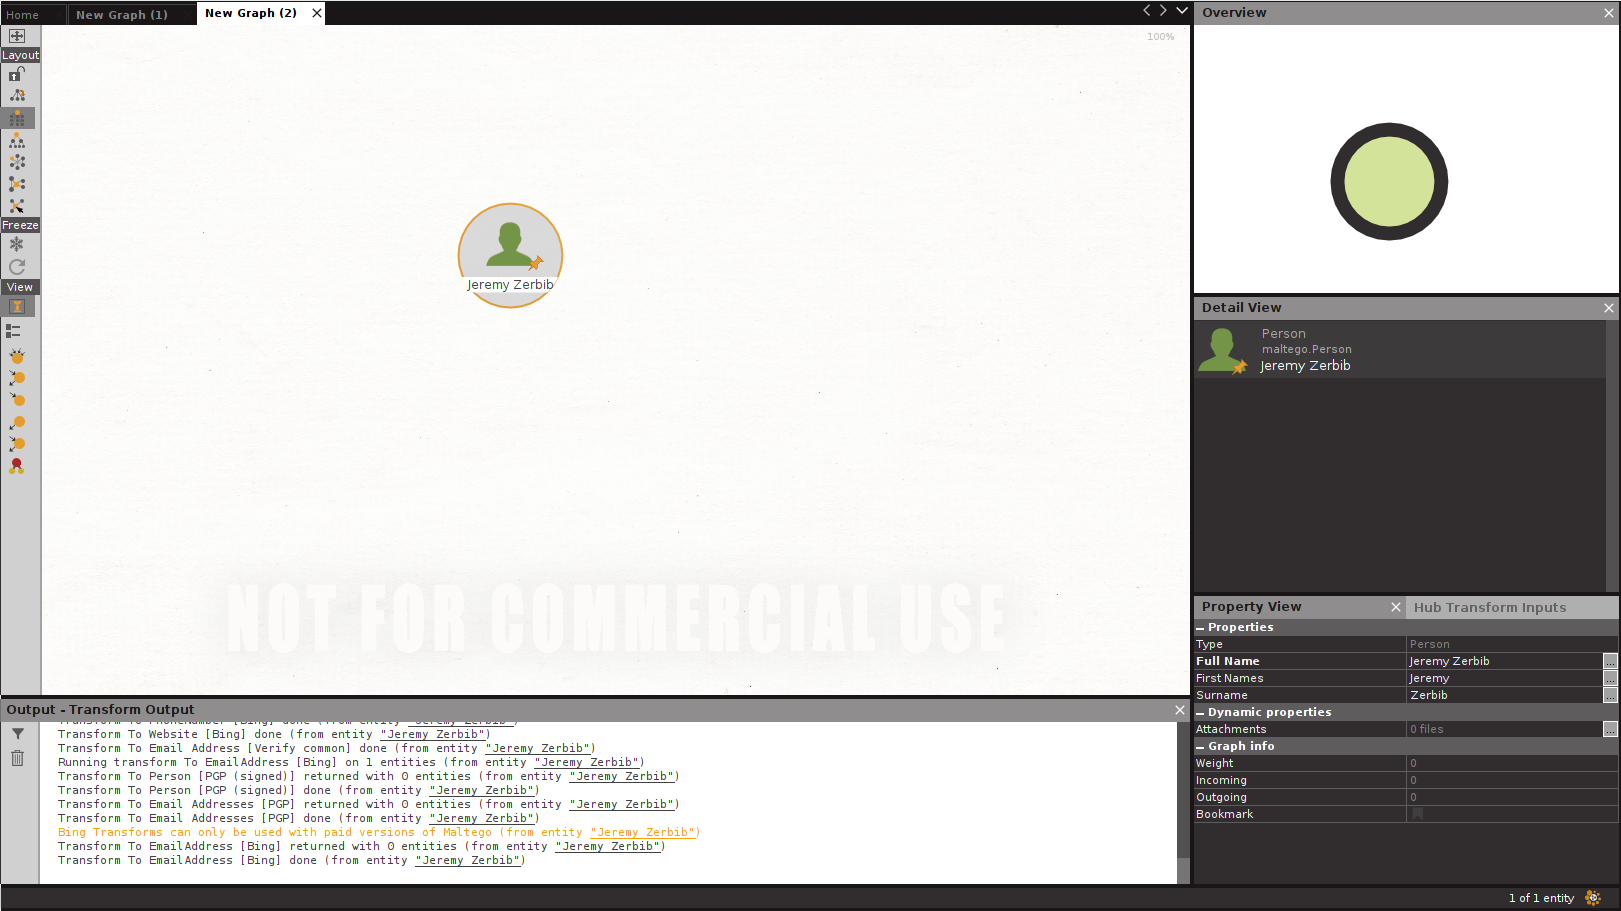 Home
New Graph (1)
New Graph (2)
100%
Layout
Freeze
View
Jeremy Zerbib
NOT FOR COMMERCIAL USE
Overview
Detail View
Person
maltego.Person
Jeremy Zerbib
Property View
Hub Transform Inputs
Properties
Type Person
Full Name Jeremy Zerbib ...
First Names Jeremy ...
Surname Zerbib ...
Dynamic properties
Attachments 0 files ...
Graph info
Weight 0
Incoming 0
Outgoing 0
Bookmark
Output - Transform Output
Transform To PhoneNumber [Bing] done (from entity "Jeremy Zerbib")
Transform To Website [Bing] done (from entity "Jeremy Zerbib")
Transform To Email Address [Verify common] done (from entity "Jeremy Zerbib")
Running transform To EmailAddress [Bing] on 1 entities (from entity "Jeremy Zerbib")
Transform To Person [PGP (signed)] returned with 0 entities (from entity "Jeremy Zerbib")
Transform To Person [PGP (signed)] done (from entity "Jeremy Zerbib")
Transform To Email Addresses [PGP] returned with 0 entities (from entity "Jeremy Zerbib")
Transform To Email Addresses [PGP] done (from entity "Jeremy Zerbib")
Bing Transforms can only be used with paid versions of Maltego (from entity "Jeremy Zerbib")
Transform To EmailAddress [Bing] returned with 0 entities (from entity "Jeremy Zerbib")
Transform To EmailAddress [Bing] done (from entity "Jeremy Zerbib")
1 of 1 entity